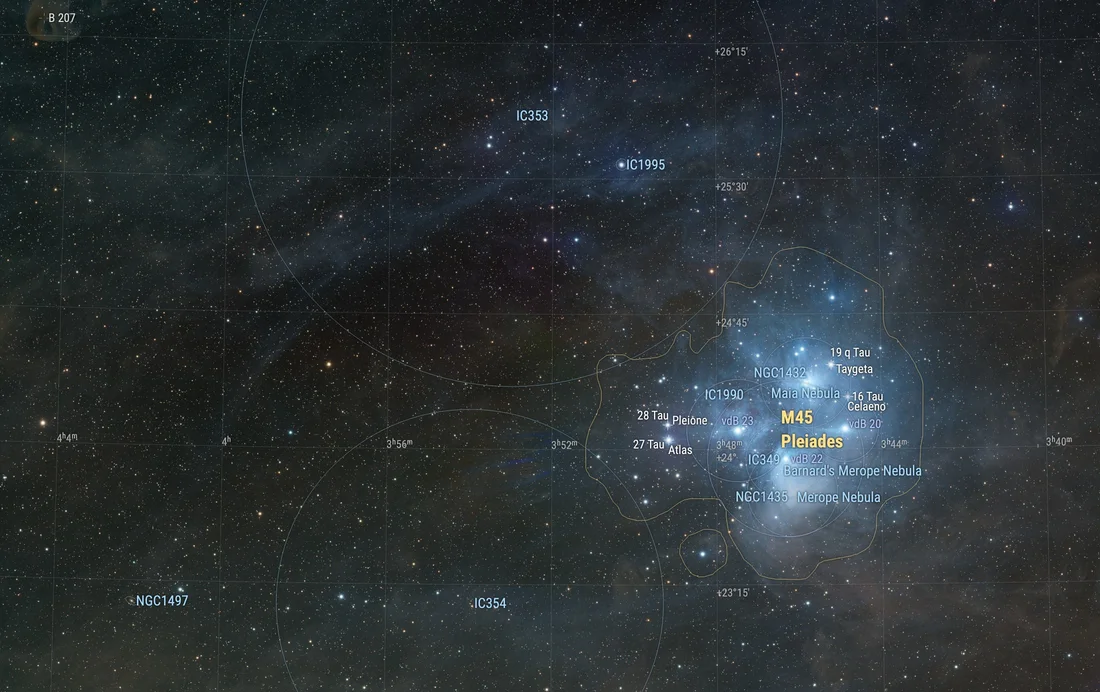 B 207
+26°15'
IC353
IC1995
+25°30'
+24°45'
19 q Tau
Taygeta
NGC1432
Maia Nebula
IC1990
16 Tau
Celaeno
28 Tau
Pleione
M45
vdB 23
vdB 20
27 Tau
Atlas
Pleiades
4h4m
4h
3h56m
3h52m
3h48m
3h44m
3h40m
+24°
IC349
vdB 22
Barnard's Merope Nebula
NGC1435
Merope Nebula
+23°15'
NGC1497
IC354